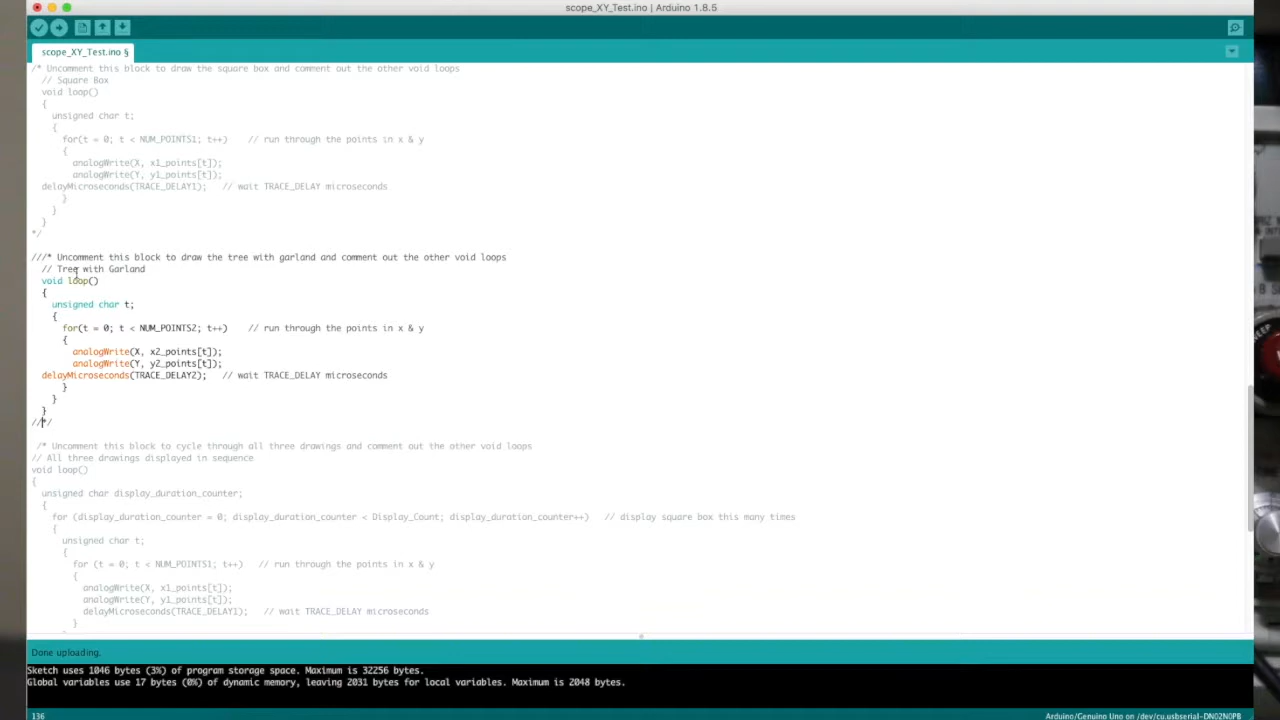 scope_XY_Test.ino | Arduino 1.8.5
scope_XY_Test.ino §
/* Uncomment this block to draw the square box and comment out the other void loops
// Square Box
void loop()
{
unsigned char t;
{
for(t = 0; t < NUM_POINTS1; t++)    // run through the points in x & y
{
analogWrite(X, x1_points[t]);
analogWrite(Y, y1_points[t]);
delayMicroseconds(TRACE_DELAY1);   // wait TRACE_DELAY microseconds
}
}
}
*/
///* Uncomment this block to draw the tree with garland and comment out the other void loops
// Tree with Garland
void loop()
{
unsigned char t;
{
for(t = 0; t < NUM_POINTS2; t++)    // run through the points in x & y
{
analogWrite(X, x2_points[t]);
analogWrite(Y, y2_points[t]);
delayMicroseconds(TRACE_DELAY2);   // wait TRACE_DELAY microseconds
}
}
}
//*/
/* Uncomment this block to cycle through all three drawings and comment out the other void loops
// All three drawings displayed in sequence
void loop()
{
unsigned char display_duration_counter;
{
for (display_duration_counter = 0; display_duration_counter < Display_Count; display_duration_counter++)   // display square box this many times
{
unsigned char t;
{
for (t = 0; t < NUM_POINTS1; t++)   // run through the points in x & y
{
analogWrite(X, x1_points[t]);
analogWrite(Y, y1_points[t]);
delayMicroseconds(TRACE_DELAY1);   // wait TRACE_DELAY microseconds
}
Done uploading.
Sketch uses 1046 bytes (3%) of program storage space. Maximum is 32256 bytes.
Global variables use 17 bytes (0%) of dynamic memory, leaving 2031 bytes for local variables. Maximum is 2048 bytes.
136
Arduino/Genuino Uno on /dev/cu.usbserial-DN02N0PB